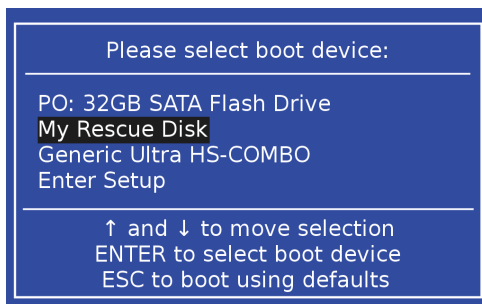 Please select boot device:
PO: 32GB SATA Flash Drive
My Rescue Disk
Generic Ultra HS-COMBO
Enter Setup
↑ and ↓ to move selection
ENTER to select boot device
ESC to boot using defaults